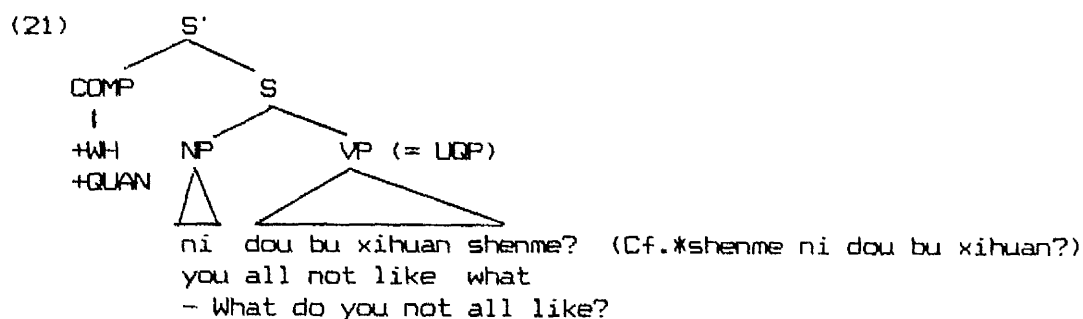 (21) S'
COMP S
+WH NP VP (= UQP)
+QUAN
ni dou bu xihuan shenme? (Cf.*shenme ni dou bu xihuan?)
you all not like what
- What do you not all like?